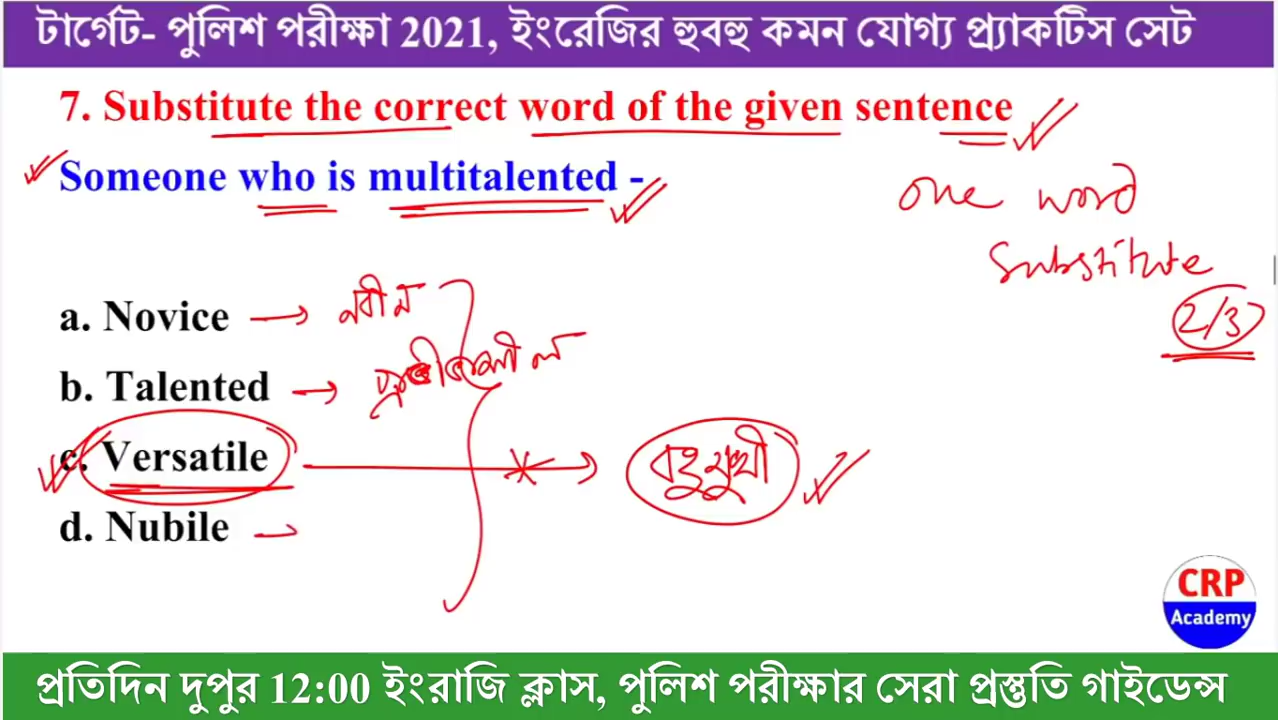 টার্গেট- পুলিশ পরীক্ষা 2021, ইংরেজির হুবহু কমন যোগ্য প্র্যাকটিস সেট
7. Substitute the correct word of the given sentence
Someone who is multitalented -
one word
Substitute
2/3
a. Novice → নবীন
b. Talented →
c. Versatile → বহুমুখী
d. Nubile →
CRP
Academy
প্রতিদিন দুপুর 12:00 ইংরাজি ক্লাস, পুলিশ পরীক্ষার সেরা প্রস্তুতি গাইডেন্স